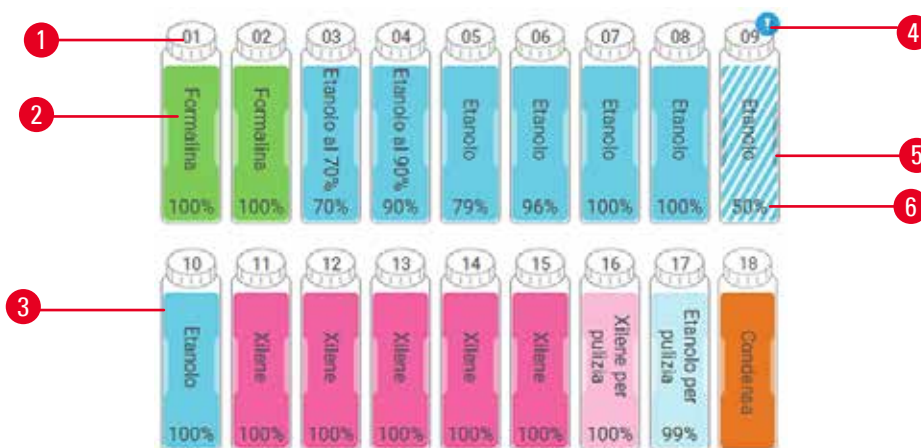 1
01 02 03 04 05 06 07 08 09
4
2
Formalina
Formalina
Etanolo al 70%
Etanolo al 90%
Etanolo
Etanolo
Etanolo
Etanolo
Etanolo
5
100% 100% 70% 90% 79% 96% 100% 100% 50%
6
10 11 12 13 14 15 16 17 18
3
Etanolo
Xilene
Xilene
Xilene
Xilene
Xilene
Xilene per
pulizia
Etanolo per
pulizia
Condensa
100% 100% 100% 100% 100% 100% 100% 99%